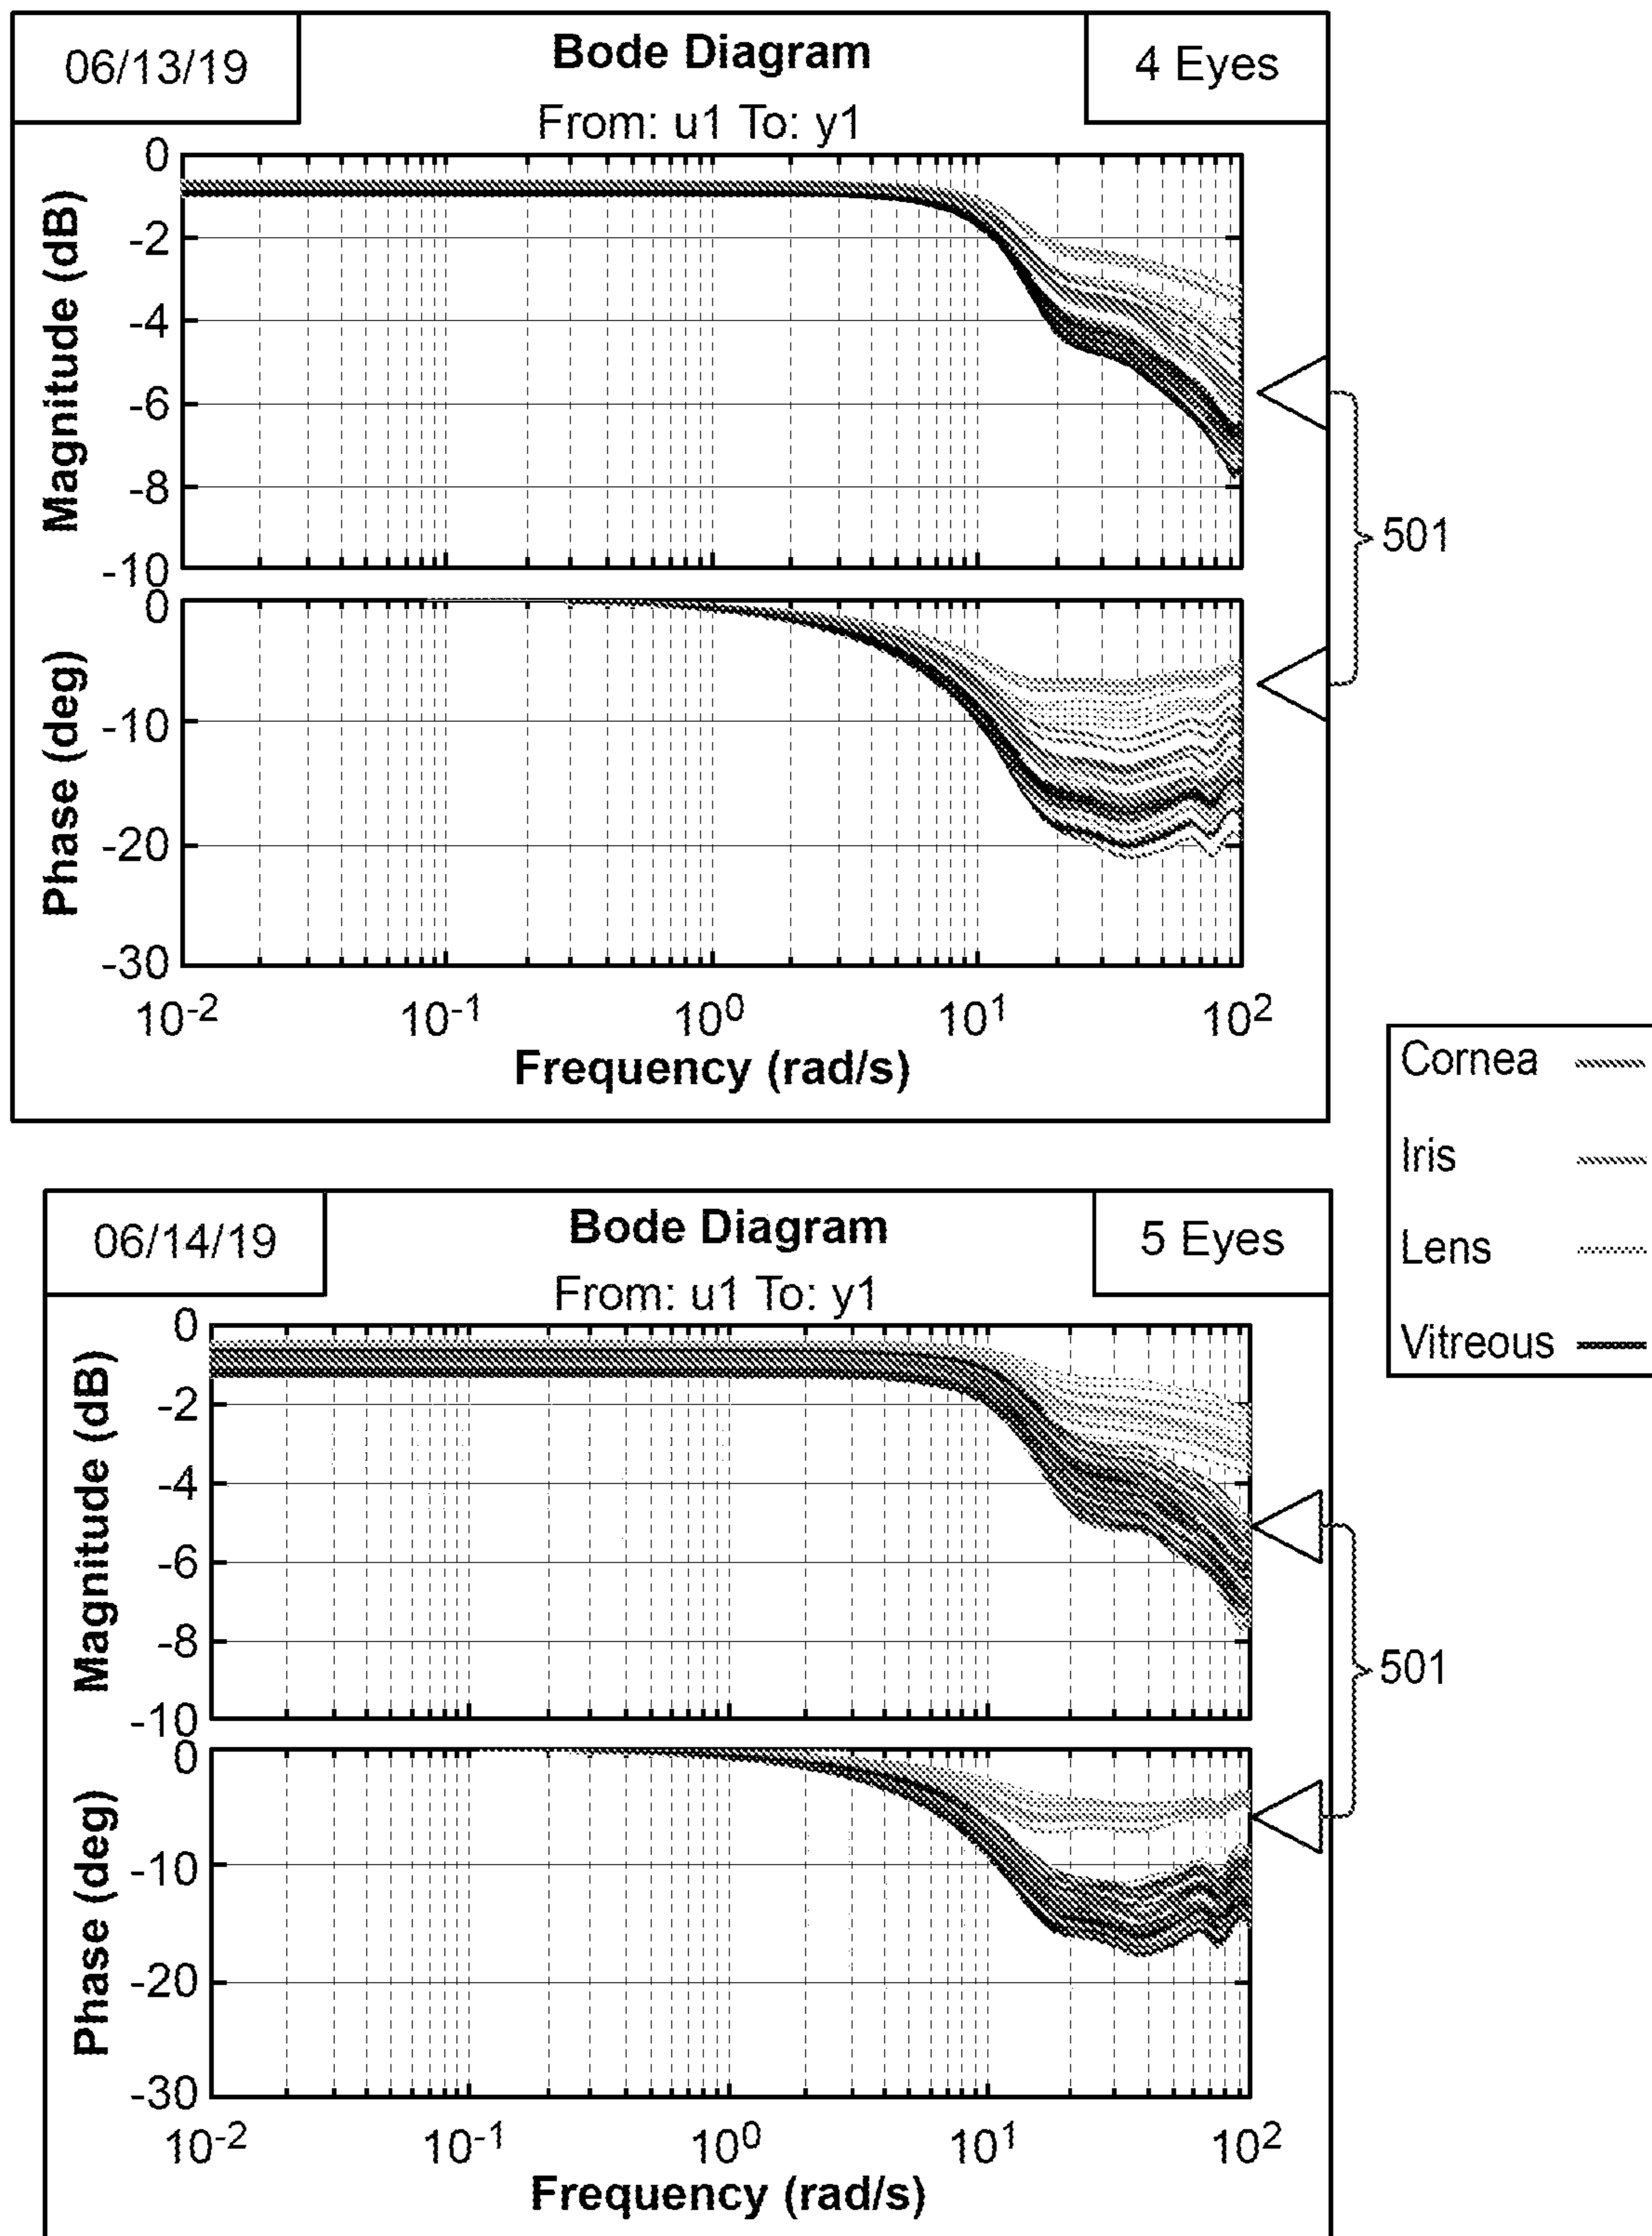 06/13/19
Bode Diagram
4 Eyes
From: u1 To: y1
Magnitude (dB)
0
-2
-4
-6
-8
-10
501
Phase (deg)
0
-10
-20
-30
10-2
10-1
100
101
102
Frequency (rad/s)
Cornea
Iris
Lens
Vitreous
06/14/19
Bode Diagram
5 Eyes
From: u1 To: y1
Magnitude (dB)
0
-2
-4
-6
-8
-10
501
Phase (deg)
0
-10
-20
-30
10-2
10-1
100
101
102
Frequency (rad/s)